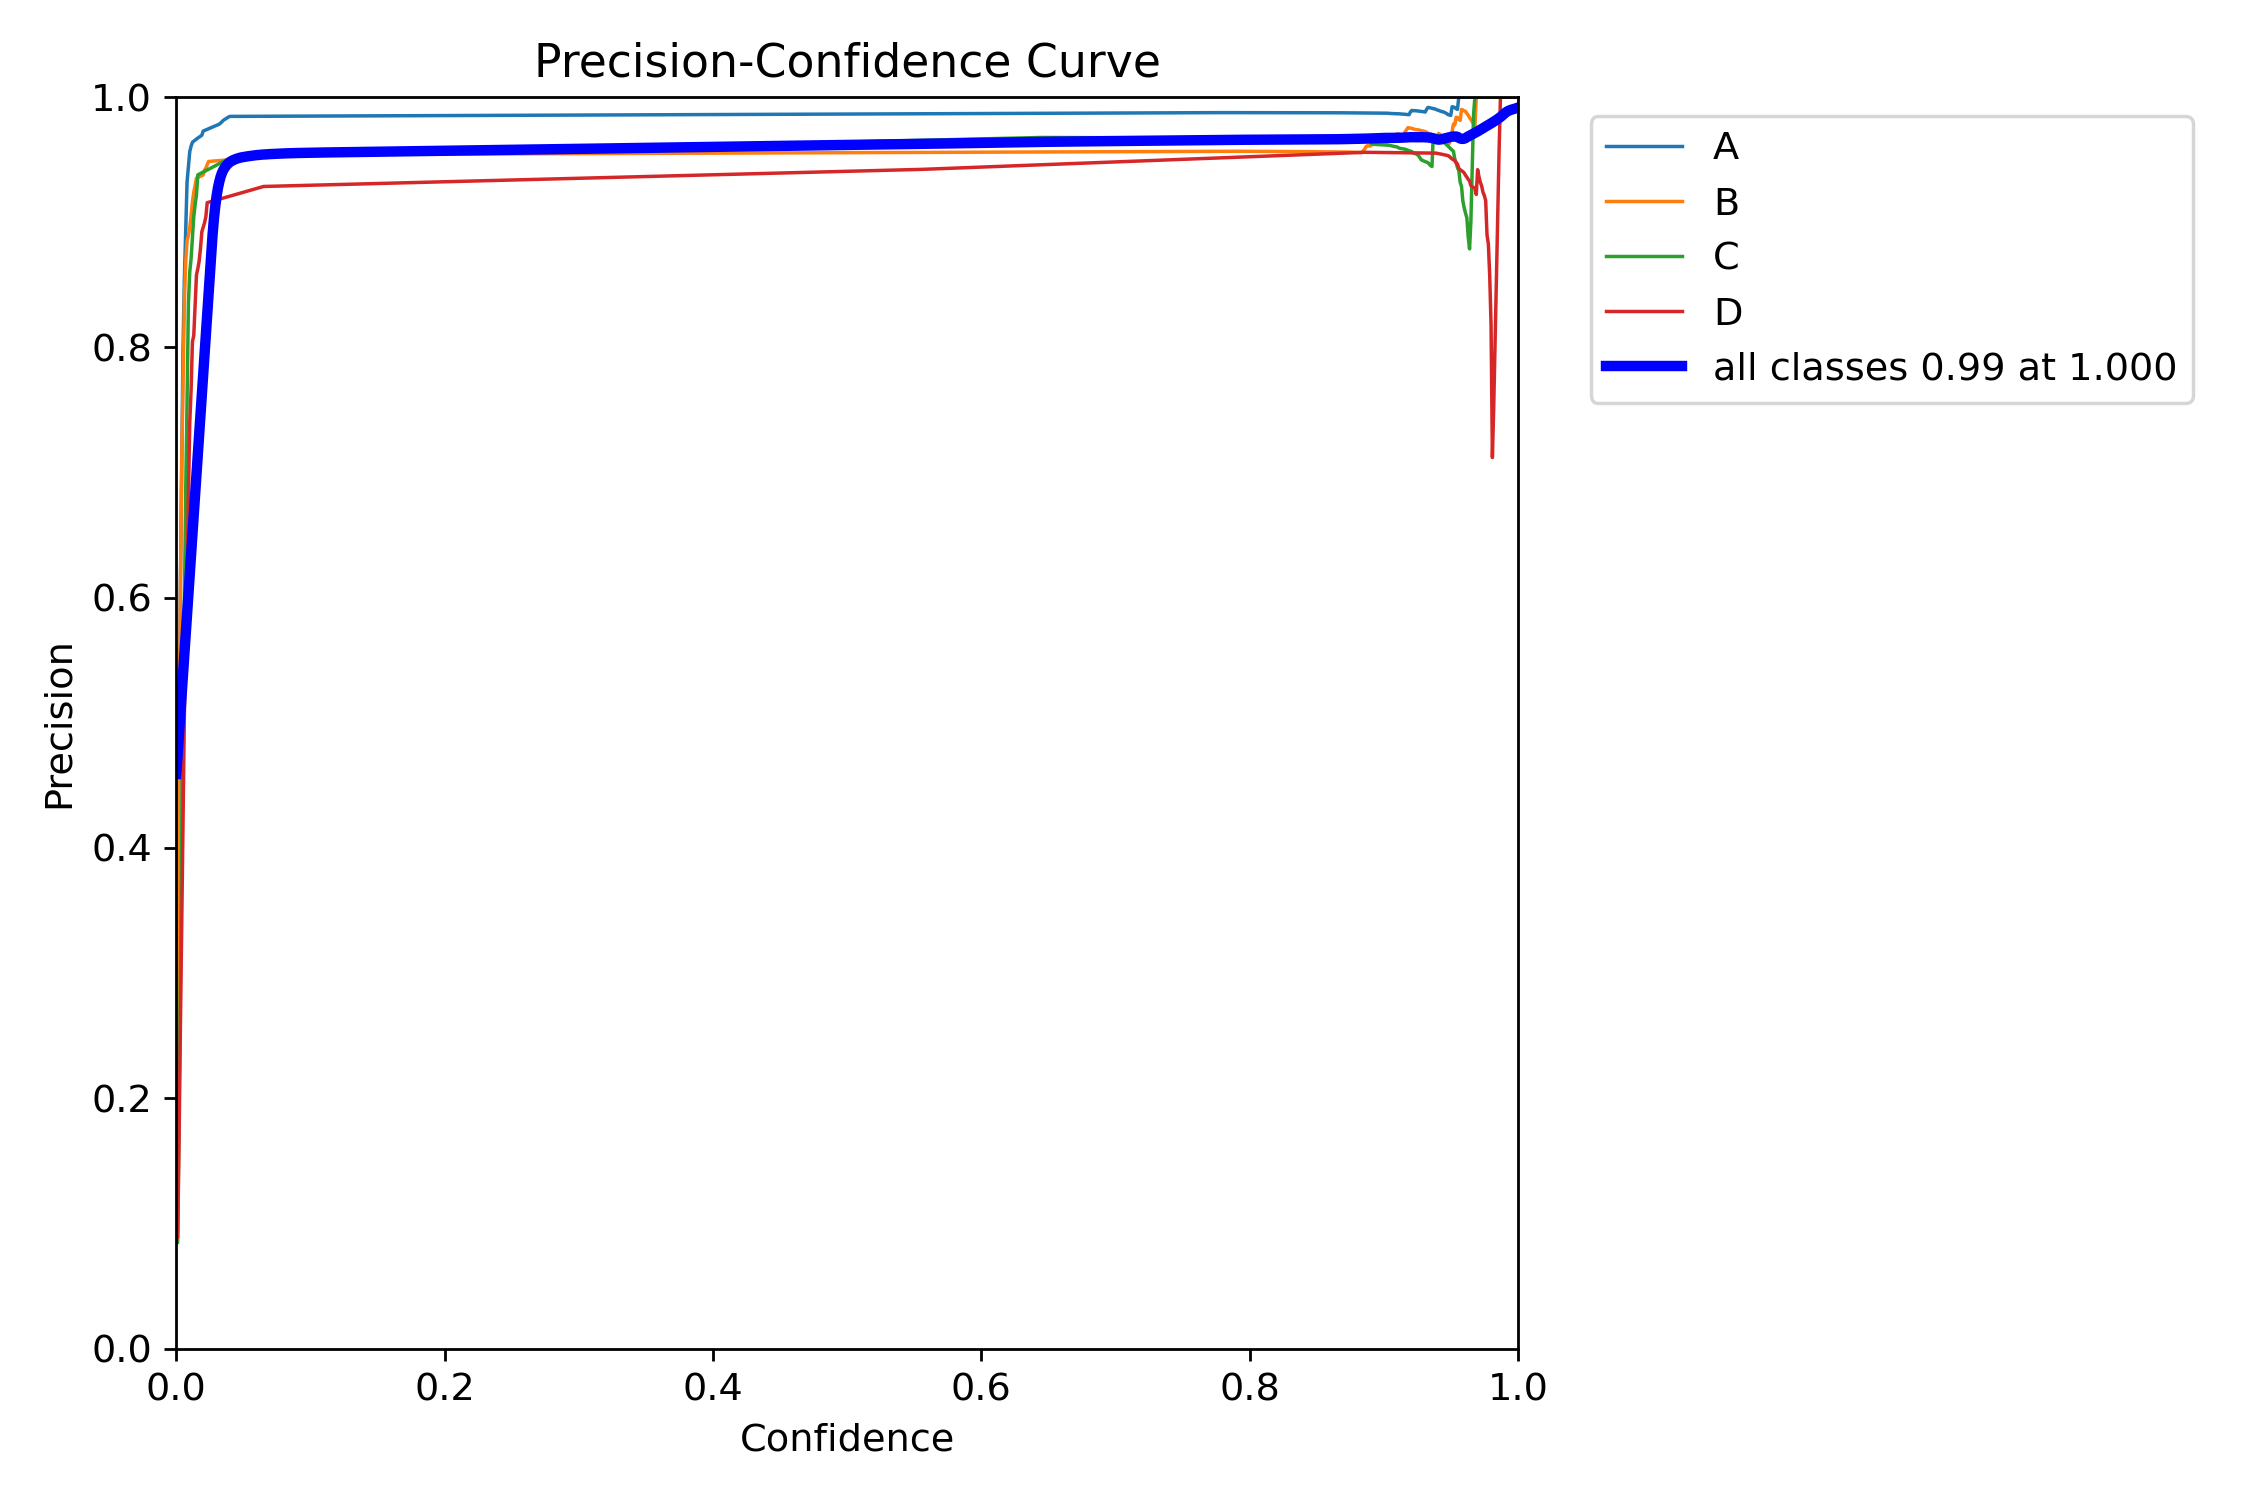 Precision-Confidence Curve
1.0
0.8
0.6
0.4
0.2
0.0
Precision
0.0 0.2 0.4 0.6 0.8 1.0
Confidence
A
B
C
D
all classes 0.99 at 1.000